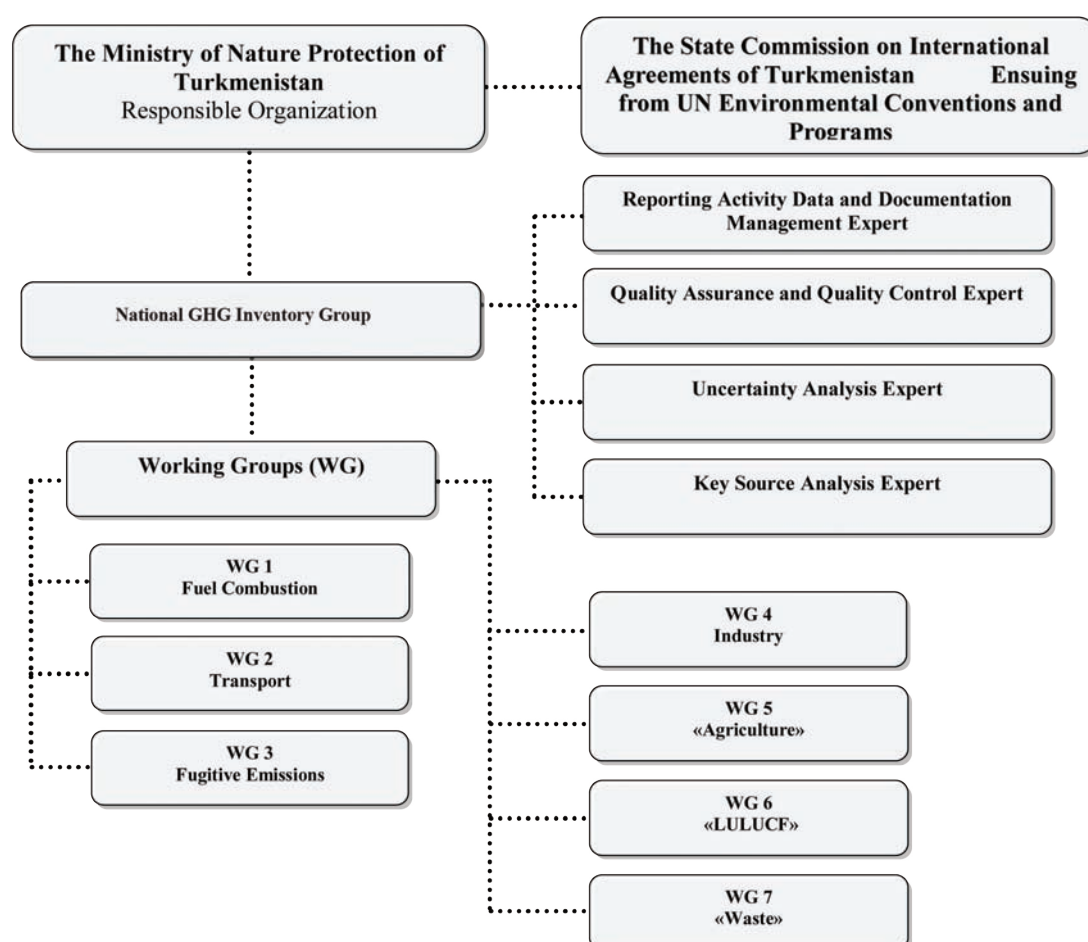 The Ministry of Nature Protection of
Turkmenistan
Responsible Organization
The State Commission on International
Agreements of Turkmenistan Ensuing
from UN Environmental Conventions and
Programs
Reporting Activity Data and Documentation
Management Expert
National GHG Inventory Group
Quality Assurance and Quality Control Expert
Uncertainty Analysis Expert
Key Source Analysis Expert
Working Groups (WG)
WG 1
Fuel Combustion
WG 2
Transport
WG 3
Fugitive Emissions
WG 4
Industry
WG 5
«Agriculture»
WG 6
«LULUCF»
WG 7
«Waste»